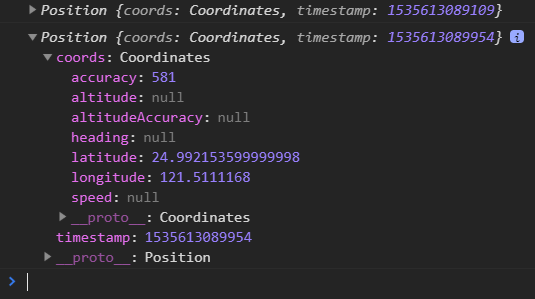 Position {coords: Coordinates, timestamp: 1535613089109}
Position {coords: Coordinates, timestamp: 1535613089954} i
coords: Coordinates
accuracy: 581
altitude: null
altitudeAccuracy: null
heading: null
latitude: 24.992153599999998
longitude: 121.5111168
speed: null
__proto__: Coordinates
timestamp: 1535613089954
__proto__: Position